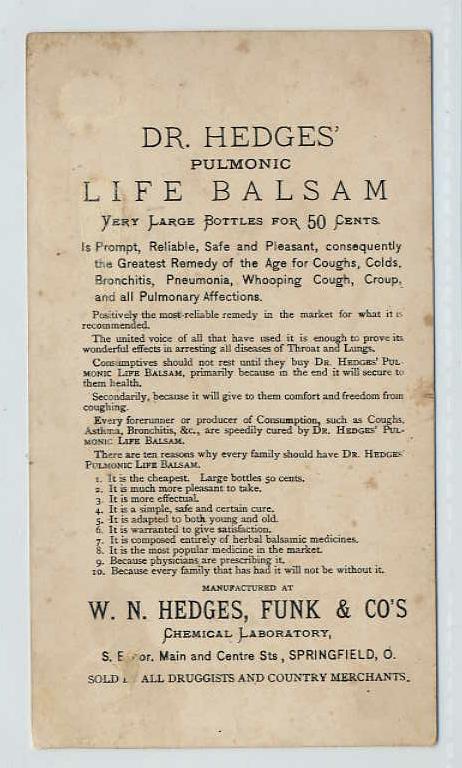 DR. HEDGES'
PULMONIC
LIFE BALSAM
VERY LARGE BOTTLES FOR 50 CENTS.
Is Prompt, Reliable, Safe and Pleasant, consequently
the Greatest Remedy of the Age for Coughs, Colds,
Bronchitis, Pneumonia, Whooping Cough, Croup,
and all Pulmonary Affections.
Positively the most reliable remedy in the market for what it is
recommended.
The united voice of all that have used it is enough to prove its
wonderful effects in arresting all diseases of Throat and Lungs.
Consumptives should not rest until they buy DR. HEDGES' PUL-
MONIC LIFE BALSAM, primarily because in the end it will secure to
them health.
Secondarily, because it will give to them comfort and freedom from
coughing.
Every forerunner or producer of Consumption, such as Coughs,
Asthma, Bronchitis, &c., are speedily cured by DR. HEDGES' PUL-
MONIC LIFE BALSAM.
There are ten reasons why every family should have DR. HEDGES'
PULMONIC LIFE BALSAM.
1. It is the cheapest. Large bottles 50 cents.
2. It is much more pleasant to take.
3. It is more effectual.
4. It is a simple, safe and certain cure.
5. It is adapted to both young and old.
6. It is warranted to give satisfaction.
7. It is composed entirely of herbal balsamic medicines.
8. It is the most popular medicine in the market.
9. Because physicians are prescribing it.
10. Because every family that has had it will not be without it.
MANUFACTURED AT
W. N. HEDGES, FUNK & CO'S
CHEMICAL LABORATORY,
S. Main and Centre Sts, SPRINGFIELD, O.
SOLD ALL DRUGGISTS AND COUNTRY MERCHANTS.